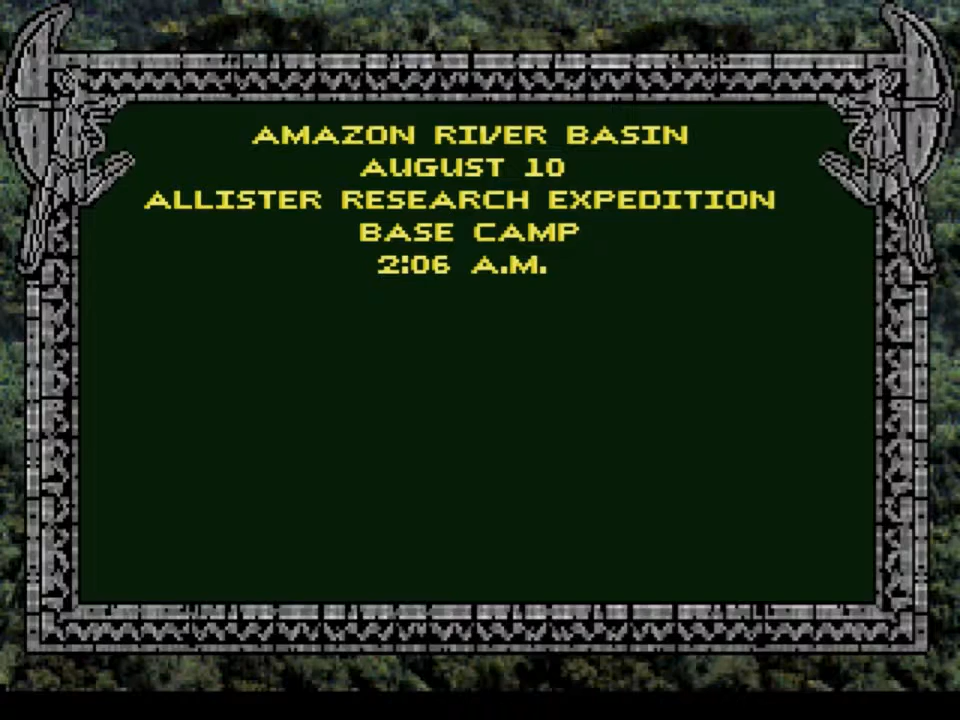 AMAZON RIVER BASIN
AUGUST 10
ALLISTER RESEARCH EXPEDITION
BASE CAMP
2:06 A.M.